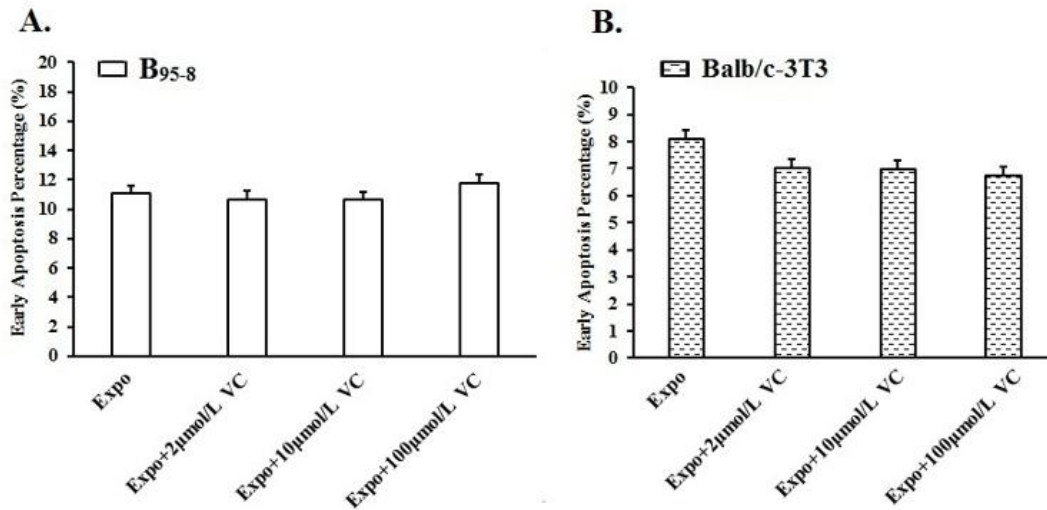 A.
B₉₅₋₈
Early Apoptosis Percentage (%)
20
18
16
14
12
10
8
6
4
2
0
Expo
Expo+2μmol/L VC
Expo+10μmol/L VC
Expo+100μmol/L VC
B.
Balb/c-3T3
Early Apoptosis Percentage (%)
10
9
8
7
6
5
4
3
2
1
0
Expo
Expo+2μmol/L VC
Expo+10μmol/L VC
Expo+100μmol/L VC